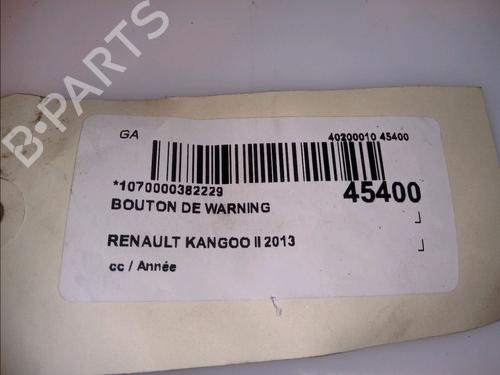 B-PARTS
GA
40200010 45400
*1070000382229
45400
BOUTON DE WARNING
RENAULT KANGOO II 2013
cc / Année